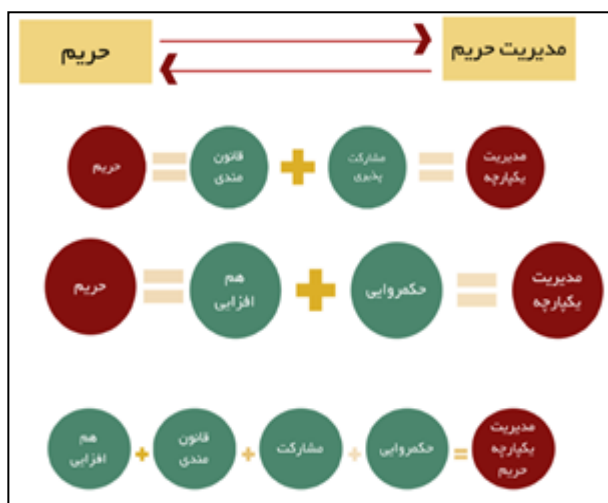 مدیریت حریم
حریم
مدیریت
یکپارچه
=
مشارکت
پذیری
+
قانون
مندی
=
حریم
مدیریت
یکپارچه
=
حکمروایی
+
هم
افزایی
=
حریم
مدیریت
یکپارچه
حریم
=
حکمروایی
+
مشارکت
+
قانون
مندی
+
هم
افزایی